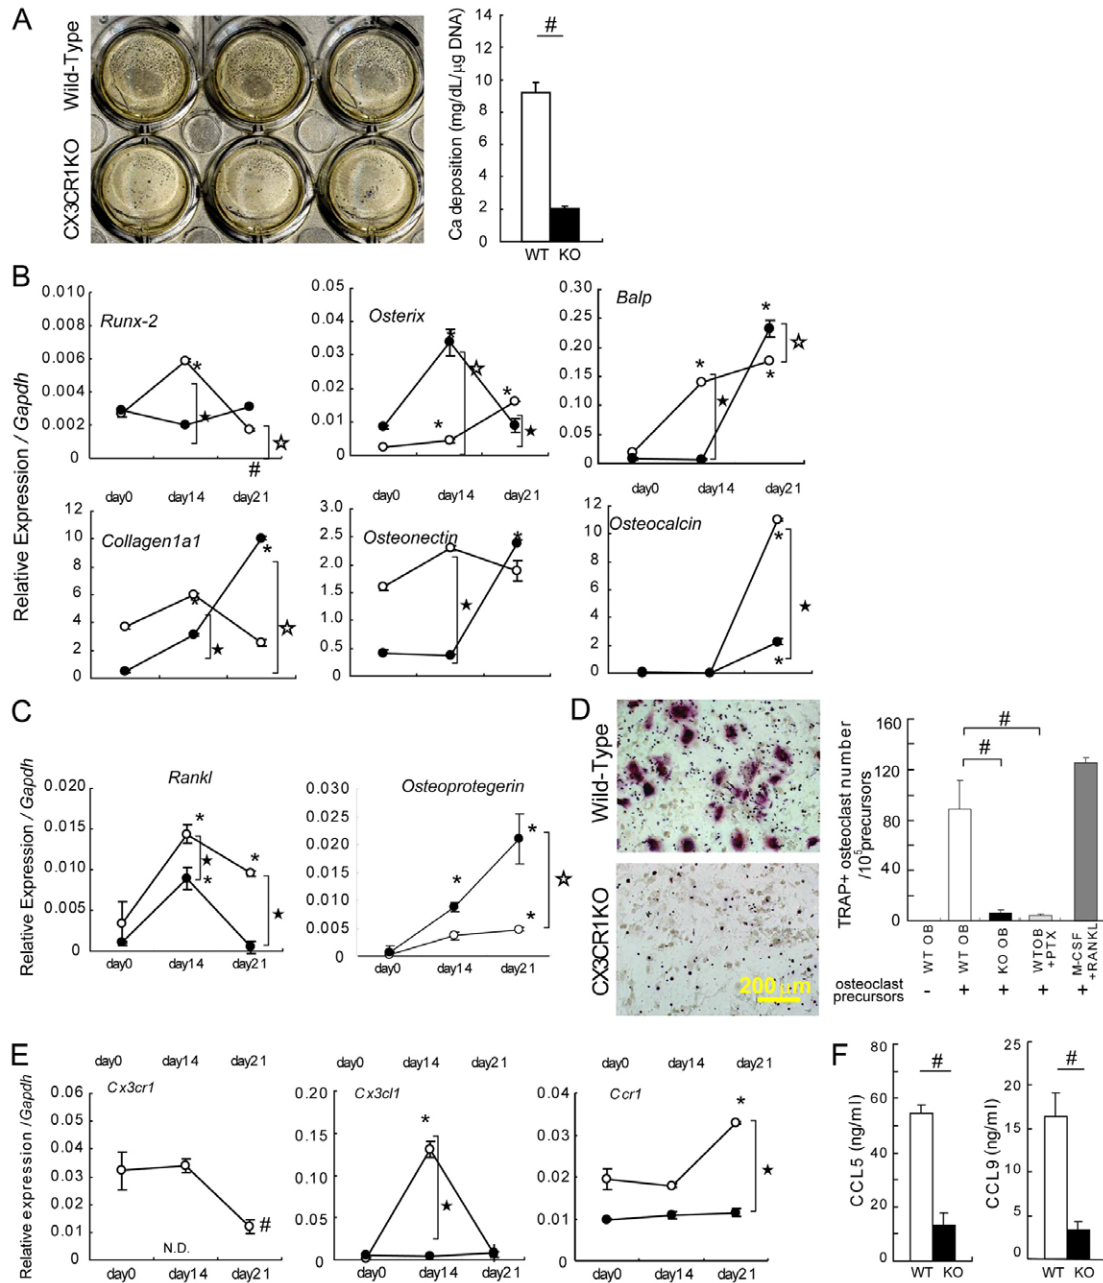 A
Wild-Type
CX3CR1KO
Ca deposition (mg/dL/µg DNA)
14
12
10
8
6
4
2
0
#
WT KO
B
Relative Expression / Gapdh
Runx-2
0.010
0.008
0.006
0.004
0.002
0
*
★
☆
#
day0 day14 day21
Osterix
0.05
0.04
0.03
0.02
0.01
0
*
☆
*
*
★
day0 day14 day21
Balp
0.30
0.25
0.20
0.15
0.10
0.05
0
*
*
☆
*
★
day0 day14 day21
Collagen1a1
12
10
8
6
4
2
0
*
*
★
☆
Osteonectin
3.0
2.5
2.0
1.5
1.0
0.5
0
*
★
Osteocalcin
12
10
8
6
4
2
0
*
★
*
C
Relative Expression / Gapdh
Rankl
0.020
0.015
0.010
0.005
0
*
★
*
*
★
day0 day14 day21
Osteoprotegerin
0.030
0.025
0.020
0.015
0.010
0.005
0.000
*
*
☆
*
day0 day14 day21
D
Wild-Type
CX3CR1KO
200 µm
TRAP+ osteoclast number
/10⁵precursors
160
120
80
40
0
#
#
WT OB
WT OB
KO OB
WTOB
+PTX
M-CSF
+RANKL
osteoclast
precursors
- + + + +
E
Relative expression /Gapdh
day0 day14 day21
Cx3cr1
0.06
0.05
0.04
0.03
0.02
0.01
0
#
N.D.
day0 day14 day21
day0 day14 day21
Cx3cl1
0.20
0.15
0.10
0.05
0
*
★
day0 day14 day21
day0 day14 day21
Ccr1
0.04
0.03
0.02
0.01
0
*
★
day0 day14 day21
F
CCL5 (ng/ml)
80
60
40
20
0
#
WT KO
CCL9 (ng/ml)
25
20
15
10
5
0
#
WT KO